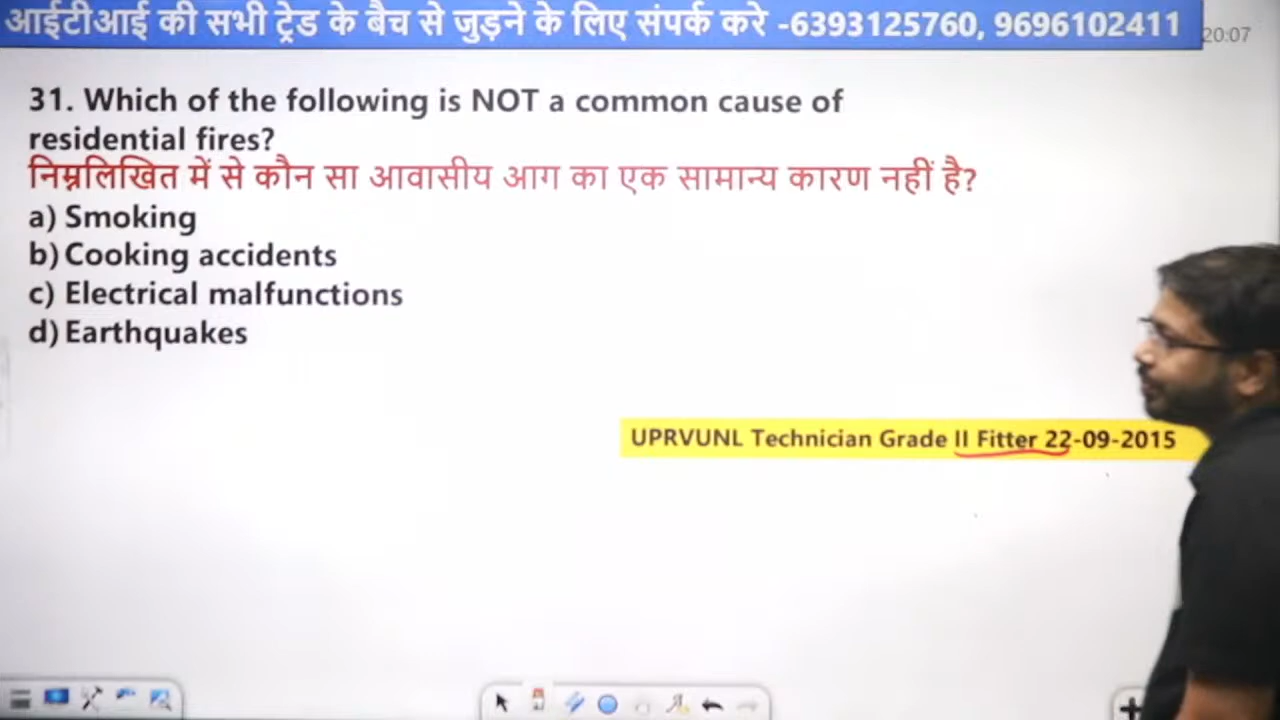 आईटीआई की सभी ट्रेड के बैच से जुड़ने के लिए संपर्क करे -6393125760, 9696102411
20:07
31. Which of the following is NOT a common cause of
residential fires?
निम्नलिखित में से कौन सा आवासीय आग का एक सामान्य कारण नहीं है?
a) Smoking
b) Cooking accidents
c) Electrical malfunctions
d) Earthquakes
UPRVUNL Technician Grade II Fitter 22-09-2015